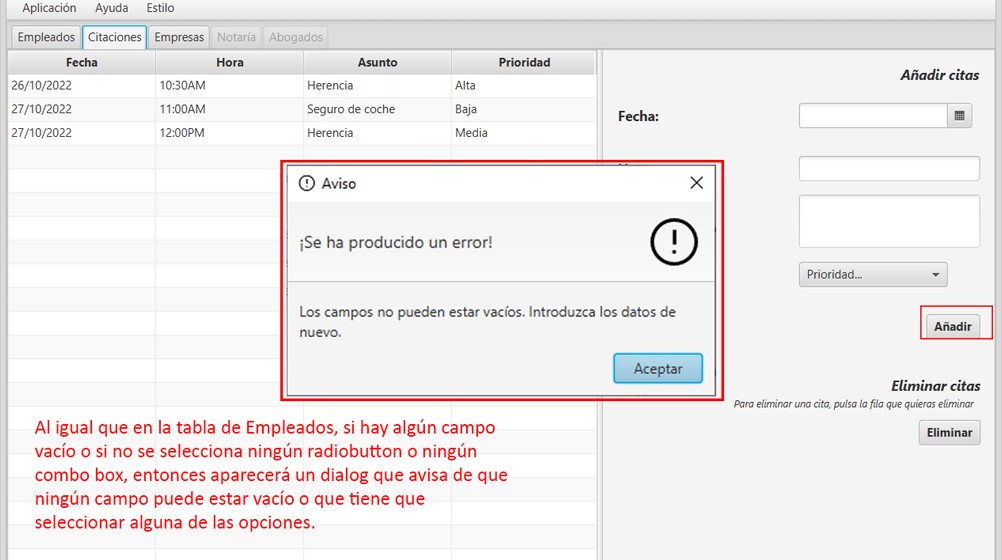 Aplicación Ayuda Estilo
Empleados Citaciones Empresas Notaría Abogados
Fecha Hora Asunto Prioridad
26/10/2022 10:30AM Herencia Alta
27/10/2022 11:00AM Seguro de coche Baja
27/10/2022 12:00PM Herencia Media
Añadir citas
Fecha:
Prioridad...
Añadir
Eliminar citas
Para eliminar una cita, pulsa la fila que quieras eliminar
Eliminar
Aviso
¡Se ha producido un error!
Los campos no pueden estar vacíos. Introduzca los datos de
nuevo.
Aceptar
Al igual que en la tabla de Empleados, si hay algún campo
vacío o si no se selecciona ningún radiobutton o ningún
combo box, entonces aparecerá un dialog que avisa de que
ningún campo puede estar vacío o que tiene que
seleccionar alguna de las opciones.